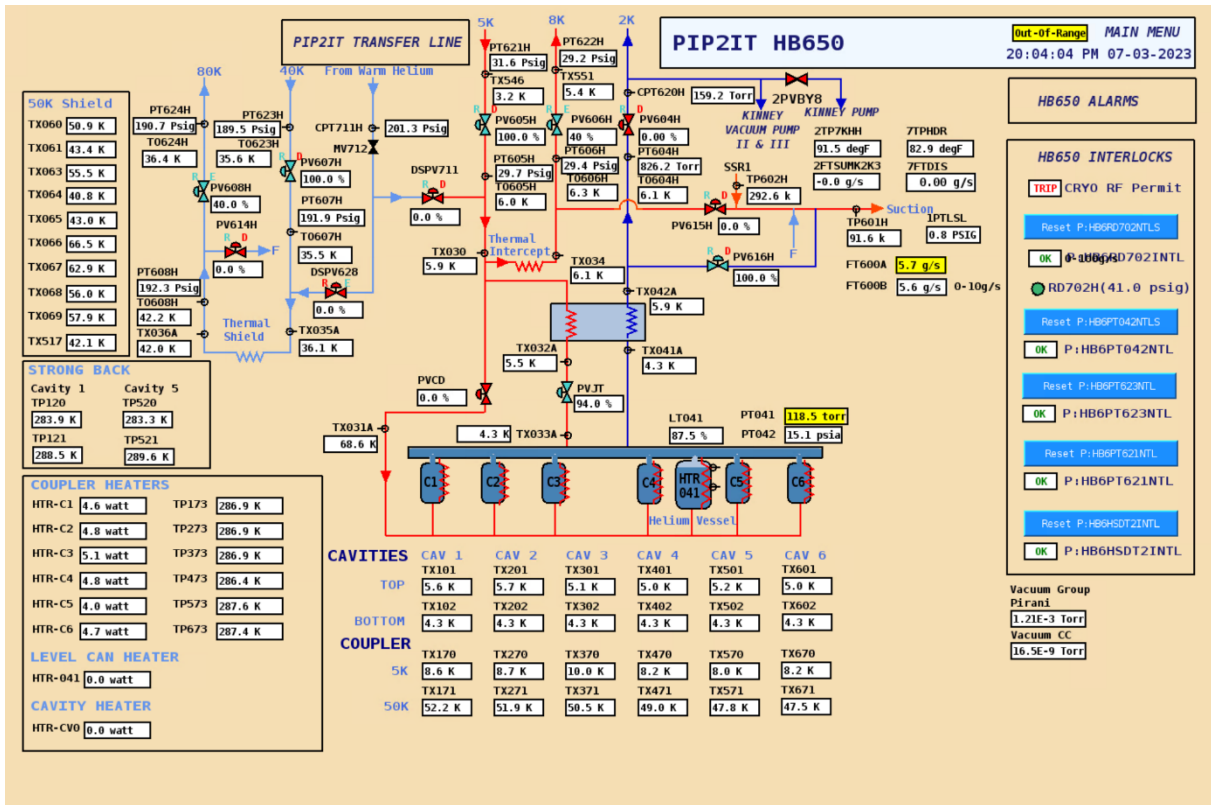 5K
8K
2K
PIP2IT TRANSFER LINE
PIP2IT HB650
Out-Of-Range
MAIN MENU
20:04:04 PM 07-03-2023
80K
40K
From Warm Helium
PT621H
31.6 Psig
TX546
3.2 K
PV605H
R D
100.0 %
PT605H
29.7 Psig
TO605H
6.0 K
PT622H
29.2 Psig
TX551
5.4 K
PV606H
R E
40 %
PT606H
29.4 Psig
TO606H
6.3 K
CPT620H
159.2 Torr
PV604H
R D
0.00 %
PT604H
826.2 Torr
TO604H
6.1 K
2PVBY8
KINNEY
VACUUM PUMP
II & III
KINNEY PUMP
2TP7KHH
91.5 degF
7TPHDR
82.9 degF
2FTSUMK2K3
-0.0 g/s
7FTDIS
0.00 g/s
SSR1
TP602H
292.6 K
PV615H
R D
0.0 %
TP601H
91.6 k
Suction
1PTLSL
0.8 PSIG
F
PV616H
R D
100.0 %
FT600A
5.7 g/s
FT600B
5.6 g/s
0-10g/s
50K Shield
TX060 50.9 K
TX061 43.4 K
TX063 55.5 K
TX064 40.8 K
TX065 43.0 K
TX066 66.5 K
TX067 62.9 K
TX068 56.0 K
TX069 57.9 K
TX517 42.1 K
PT624H
190.7 Psig
TO624H
36.4 K
PV608H
R E
40.0 %
PV614H
R D
0.0 %
F
PT608H
192.3 Psig
TO608H
42.2 K
TX036A
42.0 K
Thermal
Shield
PT623H
189.5 Psig
TO623H
35.6 K
PV607H
R D
100.0 %
PT607H
191.9 Psig
TO607H
35.5 K
DSPV628
R E
0.0 %
TX035A
36.1 K
CPT711H
201.3 Psig
MV712
DSPV711
R D
0.0 %
TX030
5.9 K
Thermal
Intercept
TX034
6.1 K
TX042A
5.9 K
TX032A
5.5 K
TX041A
4.3 K
PVCD
0.0 %
PVJT
94.0 %
TX031A
68.6 K
4.3 K
TX033A
LT041
87.5 %
PT041
118.5 torr
PT042
15.1 psia
C1
C2
C3
C4
HTR
041
C5
C6
Helium Vessel
STRONG BACK
Cavity 1
Cavity 5
TP120
TP520
283.9 K
283.3 K
TP121
TP521
288.5 K
289.6 K
COUPLER HEATERS
HTR-C1 4.6 watt TP173 286.9 K
HTR-C2 4.8 watt TP273 286.9 K
HTR-C3 5.1 watt TP373 286.9 K
HTR-C4 4.8 watt TP473 286.4 K
HTR-C5 4.0 watt TP573 287.6 K
HTR-C6 4.7 watt TP673 287.4 K
LEVEL CAN HEATER
HTR-041 0.0 watt
CAVITY HEATER
HTR-CV0 0.0 watt
CAVITIES CAV 1 CAV 2 CAV 3 CAV 4 CAV 5 CAV 6
TX101 TX201 TX301 TX401 TX501 TX601
TOP 5.6 K 5.7 K 5.1 K 5.0 K 5.2 K 5.0 K
TX102 TX202 TX302 TX402 TX502 TX602
BOTTOM 4.3 K 4.3 K 4.3 K 4.3 K 4.3 K 4.3 K
COUPLER
TX170 TX270 TX370 TX470 TX570 TX670
5K 8.6 K 8.7 K 10.0 K 8.2 K 8.0 K 8.2 K
TX171 TX271 TX371 TX471 TX571 TX671
50K 52.2 K 51.9 K 50.5 K 49.0 K 47.8 K 47.5 K
HB650 ALARMS
HB650 INTERLOCKS
TRIP CRYO RF Permit
Reset P:HB6RD702NTLS
OK P:HB6RD702INTL
RD702H(41.0 psig)
Reset P:HB6PT042NTLS
OK P:HB6PT042NTL
Reset P:HB6PT623NTL
OK P:HB6PT623NTL
Reset P:HB6PT621NTL
OK P:HB6PT621NTL
Reset P:HB6HSDT2INTL
OK P:HB6HSDT2INTL
Vacuum Group
Pirani
1.21E-3 Torr
Vacuum CC
16.5E-9 Torr